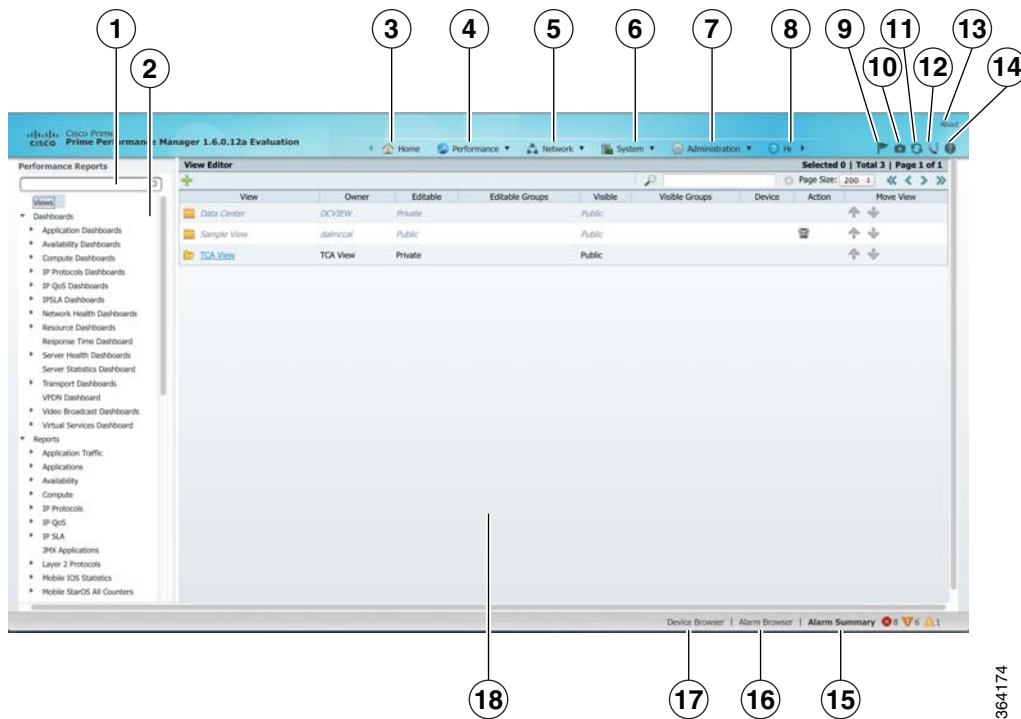 1
2
3
4
5
6
7
8
9
10
11
12
13
14
About
Cisco Prime
CISCO Prime Performance Manager 1.6.0.12a Evaluation
Home
Performance
Network
System
Administration
Performance Reports
View Editor
Selected 0 | Total 3 | Page 1 of 1
Page Size: 200
View Owner Editable Editable Groups Visible Visible Groups Device Action Move View
Data Center DCVIEW Private Public
Sample View dalmccal Public Public
TCA View TCA View Private Public
Views
Dashboards
Application Dashboards
Availability Dashboards
Compute Dashboards
IP Protocols Dashboards
IP QoS Dashboards
IPSLA Dashboards
Network Health Dashboards
Resource Dashboards
Response Time Dashboard
Server Health Dashboards
Server Statistics Dashboard
Transport Dashboards
VPDN Dashboard
Video Broadcast Dashboards
Virtual Services Dashboard
Reports
Application Traffic
Applications
Availability
Compute
IP Protocols
IP QoS
IP SLA
JMX Applications
Layer 2 Protocols
Mobile IOS Statistics
Mobile StarOS All Counters
Device Browser | Alarm Browser | Alarm Summary 8 6 1
18
17
16
15
364174